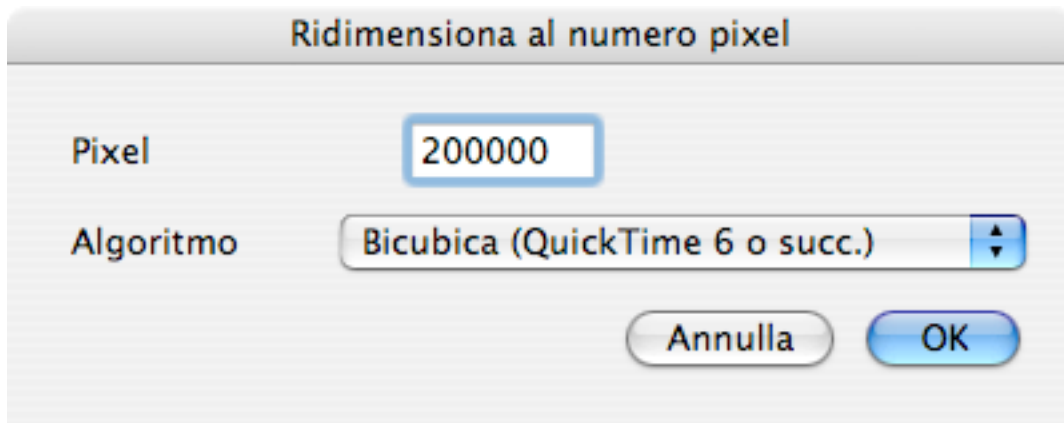 Ridimensiona al numero pixel
Pixel 200000
Algoritmo Bicubica (QuickTime 6 o succ.)
Annulla OK